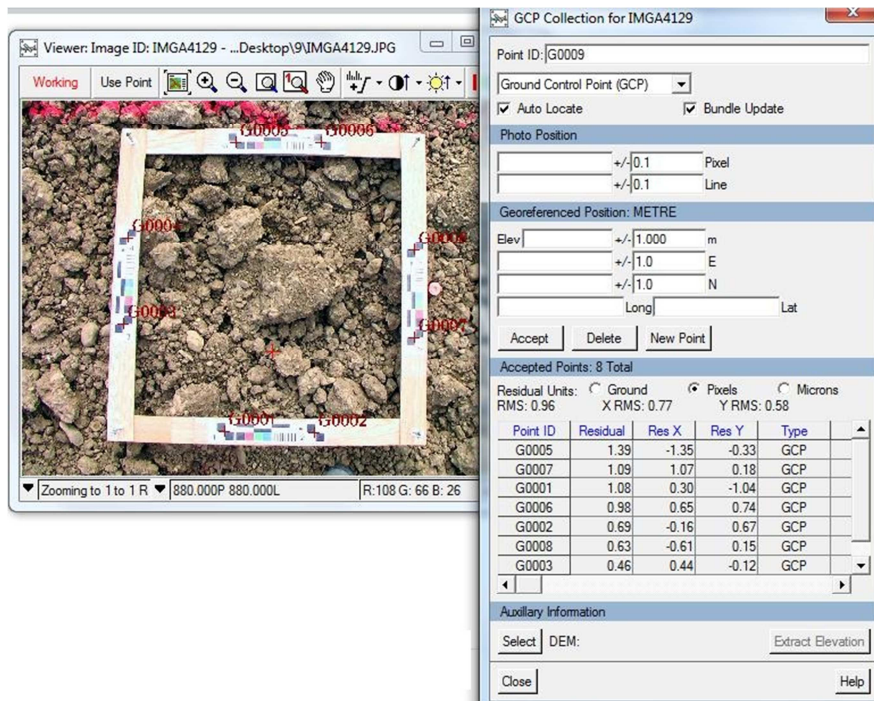 Viewer: Image ID: IMGA4129 - ...Desktop\9\IMGA4129.JPG
Working Use Point
G0005 G0006
G0004
G0003
G0007
G0001 G0002
Zooming to 1 to 1 R 880.000P 880.000L R:108 G: 66 B: 26
GCP Collection for IMGA4129
Point ID: G0009
Ground Control Point (GCP)
Auto Locate Bundle Update
Photo Position
+/- 0.1 Pixel
+/- 0.1 Line
Georeferenced Position: METRE
Elev +/- 1.000 m
+/- 1.0 E
+/- 1.0 N
Long Lat
Accept Delete New Point
Accepted Points: 8 Total
Residual Units: Ground Pixels Microns
RMS: 0.96 X RMS: 0.77 Y RMS: 0.58
Point ID Residual Res X Res Y Type
G0005 1.39 -1.35 -0.33 GCP
G0007 1.09 1.07 0.18 GCP
G0001 1.08 0.30 -1.04 GCP
G0006 0.98 0.65 0.74 GCP
G0002 0.69 -0.16 0.67 GCP
G0008 0.63 -0.61 0.15 GCP
G0003 0.46 0.44 -0.12 GCP
Auxillary Information
Select DEM: Extract Elevation
Close Help